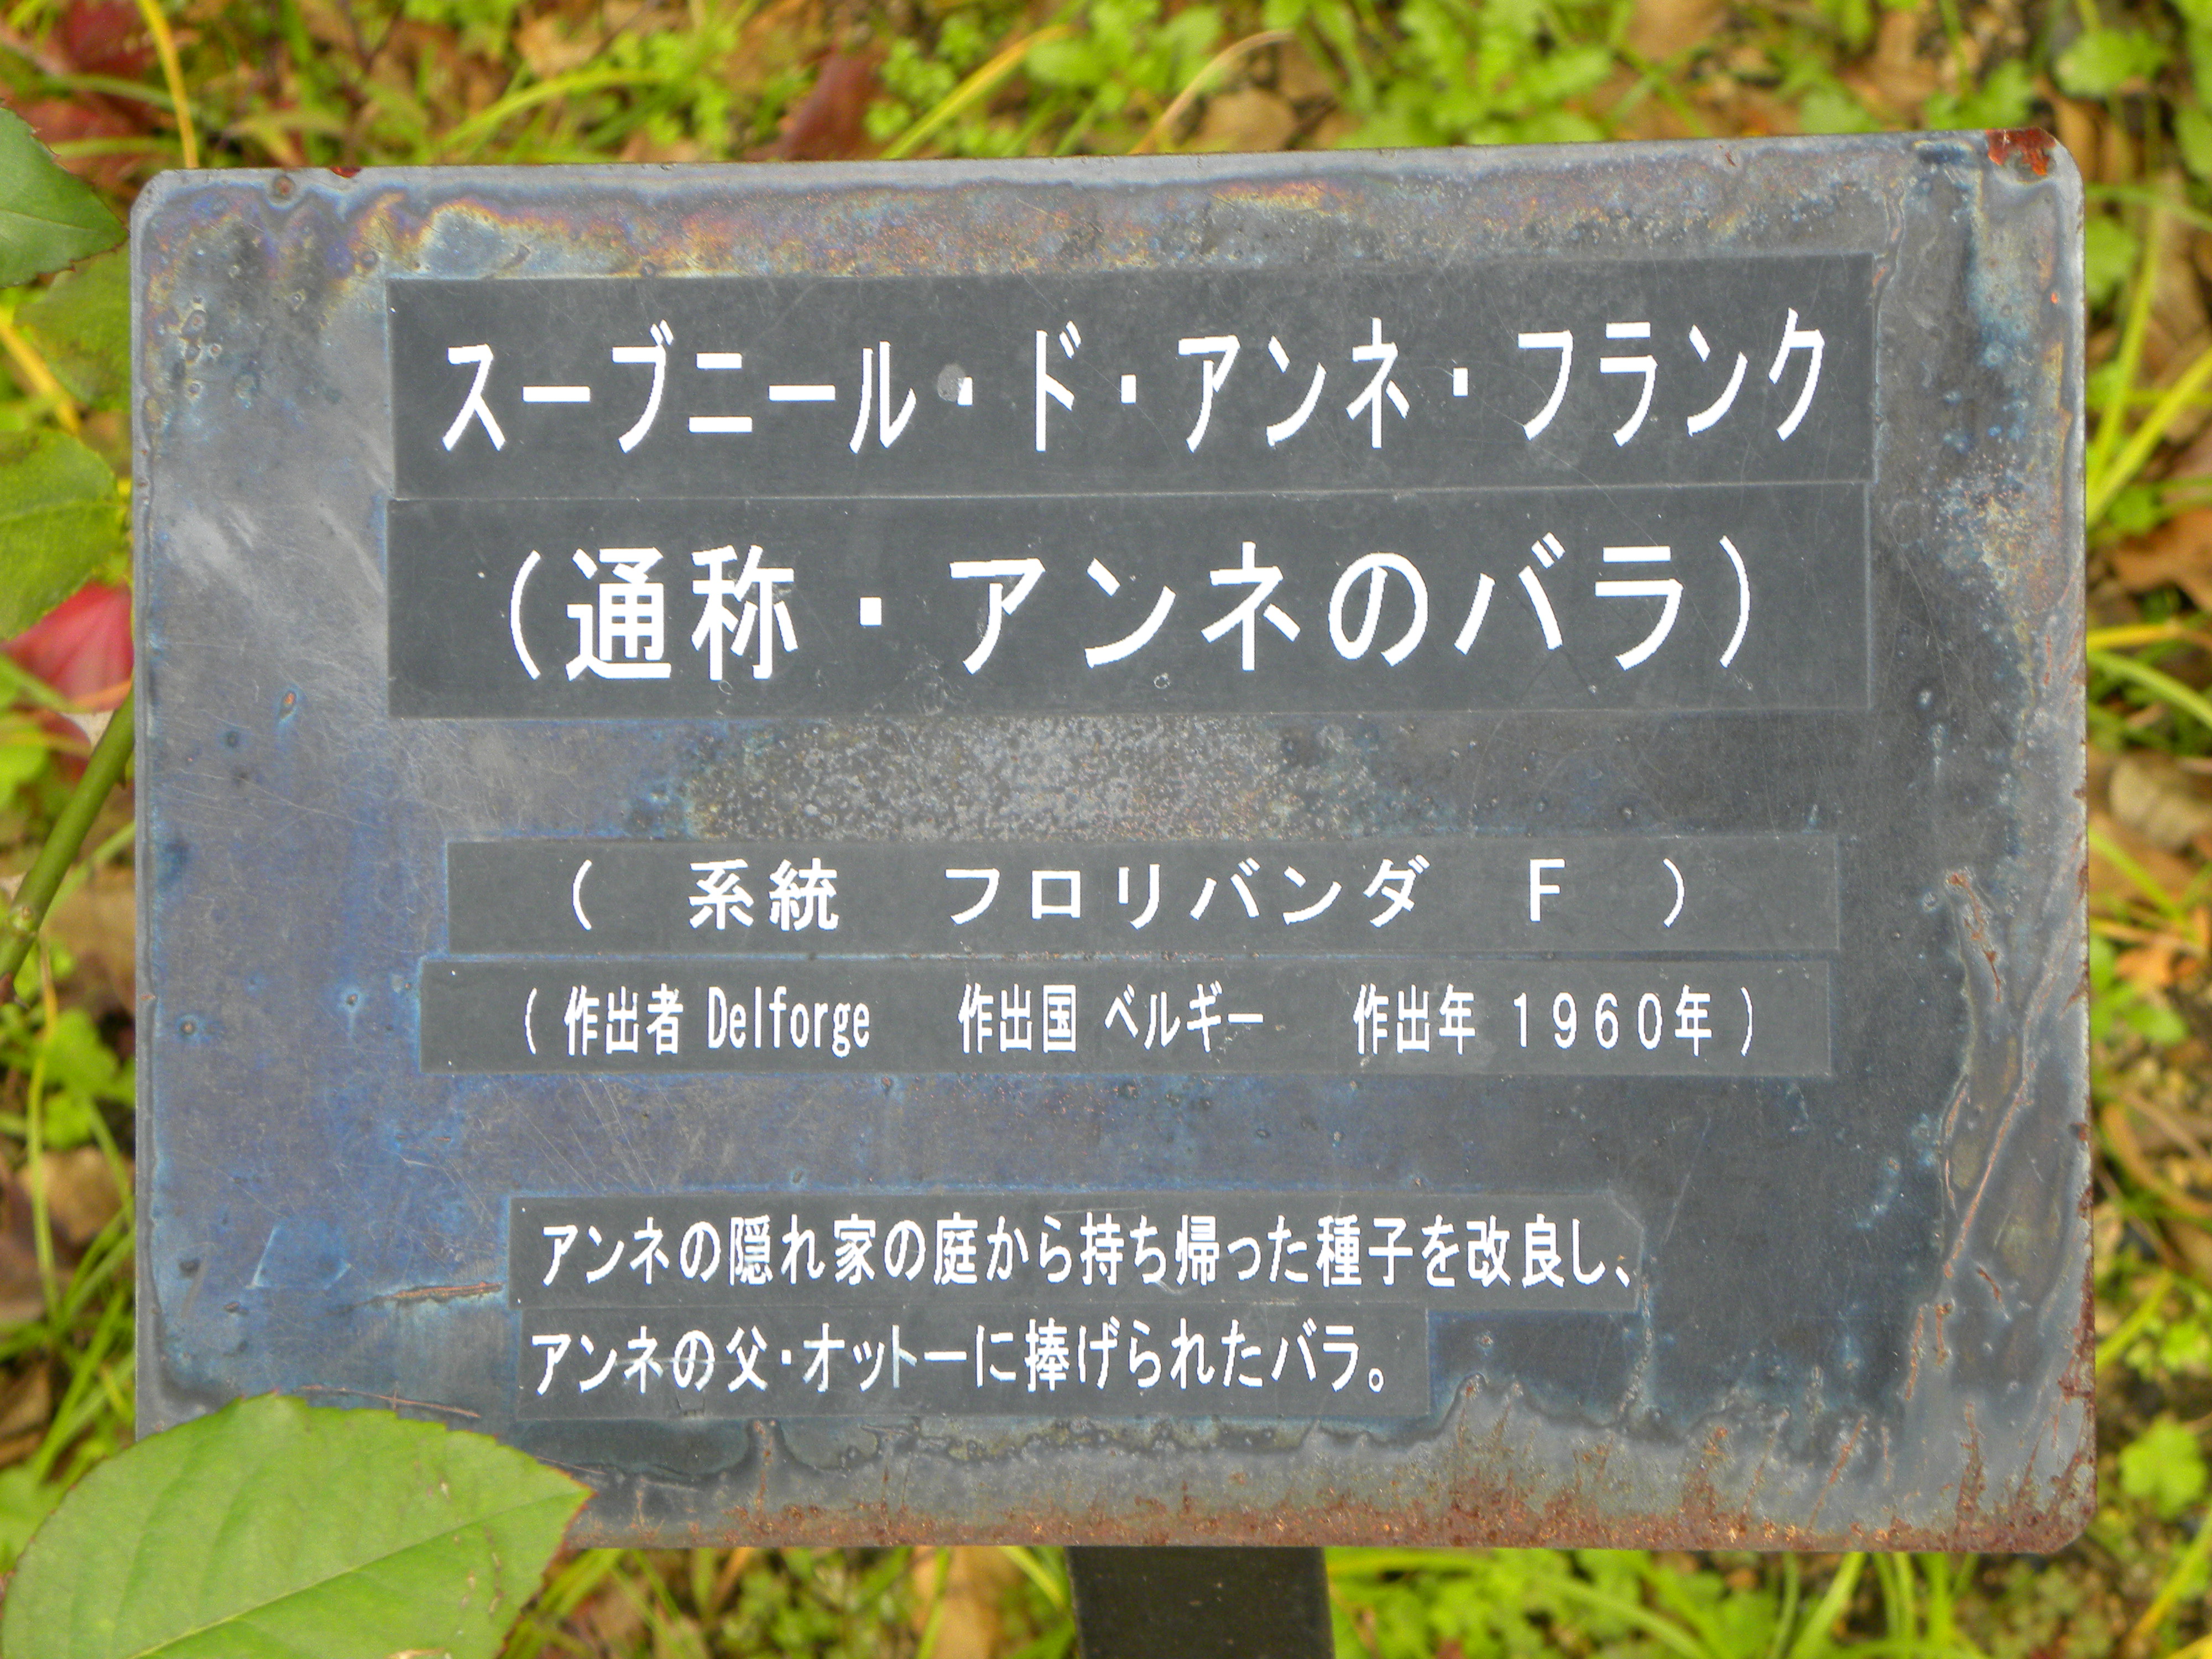 スーブニール・ド・アンネ・フランク
（通称・アンネのバラ）
（　系統　フロリバンダ　F　）
（作出者 Delforge　作出国 ベルギー　作出年 １９６０年）
アンネの隠れ家の庭から持ち帰った種子を改良し、
アンネの父・オットーに捧げられたバラ。